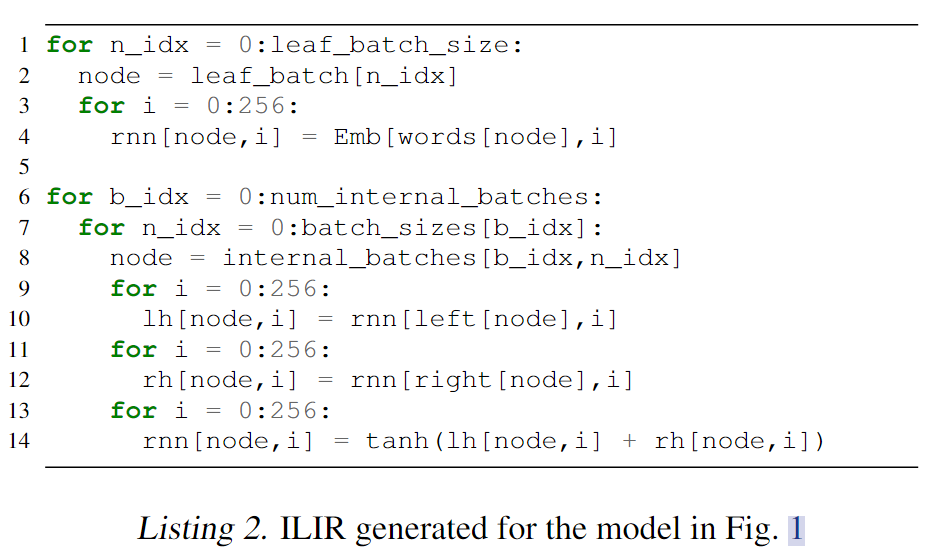 1 for n_idx = 0:leaf_batch_size:
2   node = leaf_batch[n_idx]
3   for i = 0:256:
4     rnn[node,i] = Emb[words[node],i]
5
6 for b_idx = 0:num_internal_batches:
7   for n_idx = 0:batch_sizes[b_idx]:
8     node = internal_batches[b_idx,n_idx]
9     for i = 0:256:
10       lh[node,i] = rnn[left[node],i]
11     for i = 0:256:
12       rh[node,i] = rnn[right[node],i]
13     for i = 0:256:
14       rnn[node,i] = tanh(lh[node,i] + rh[node,i])
Listing 2. ILIR generated for the model in Fig. 1